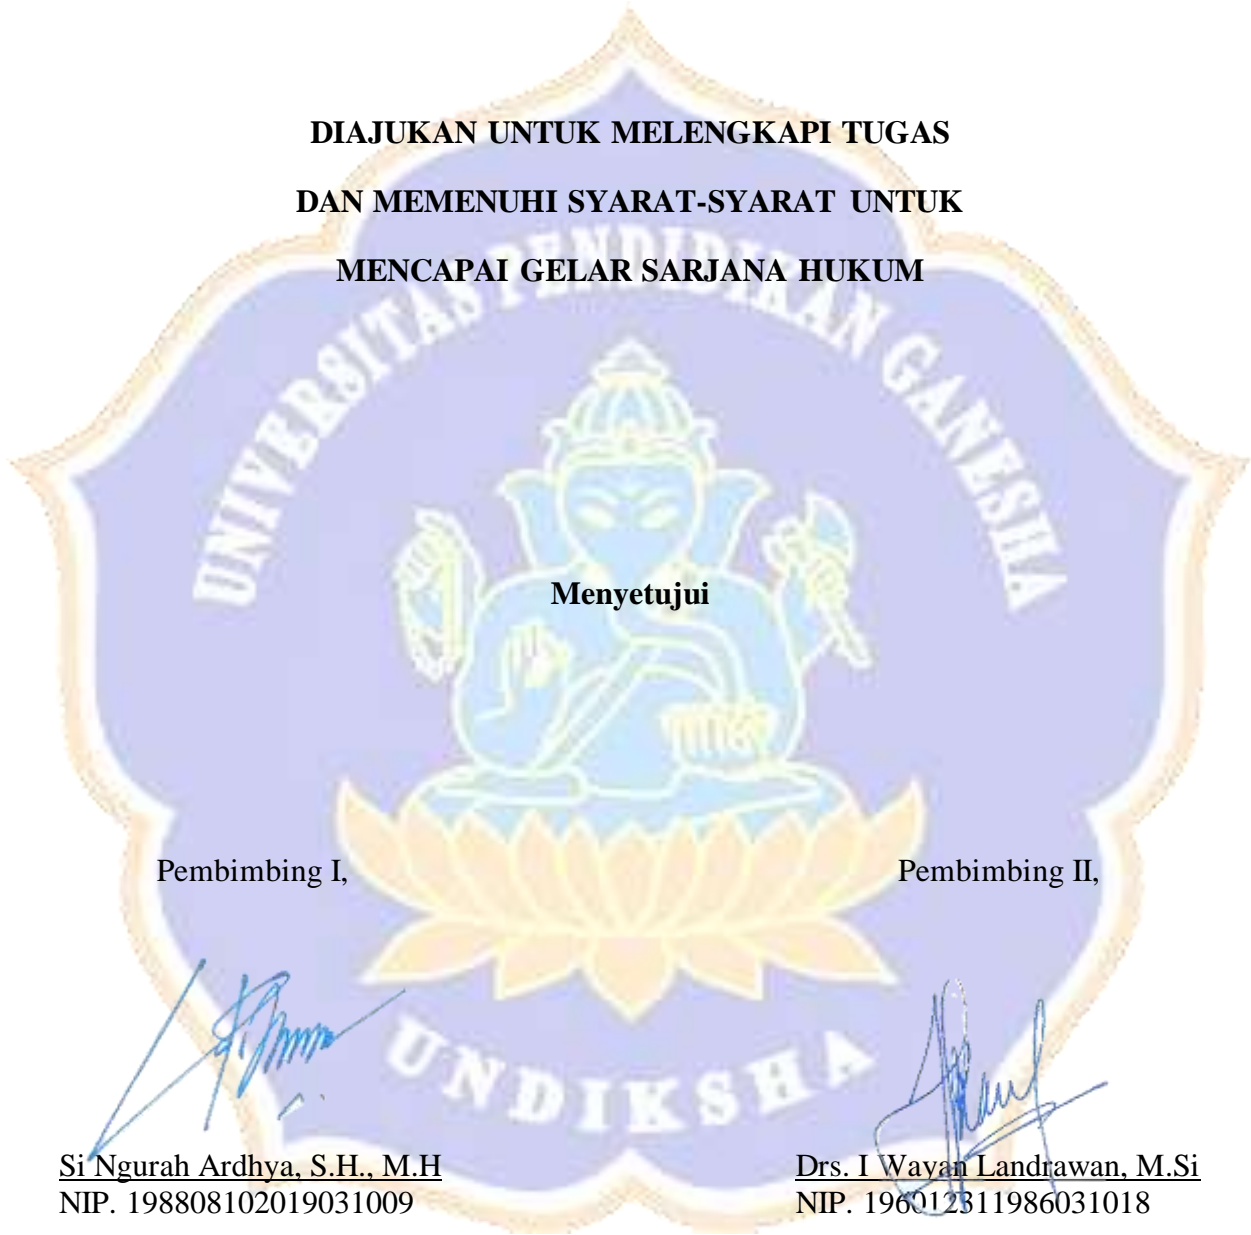 DIAJUKAN UNTUK MELENGKAPI TUGAS
DAN MEMENUHI SYARAT-SYARAT UNTUK
MENCAPAI GELAR SARJANA HUKUM
UNIVERSITAS PENDIDIKAN GANESHA
Menyetujui
Pembimbing I,
Pembimbing II,
UNDIKSHA
Si Ngurah Ardhya, S.H., M.H
Drs. I Wayan Landrawan, M.Si
NIP. 198808102019031009
NIP. 196012311986031018